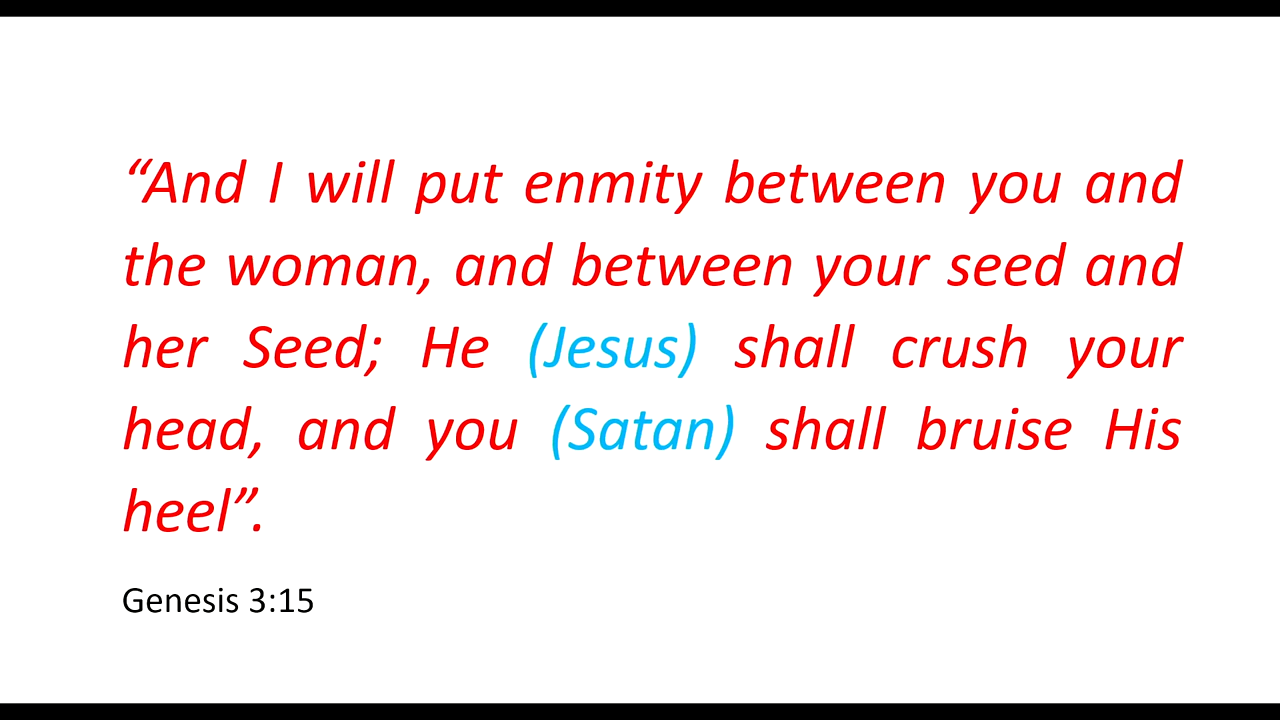 “And I will put enmity between you and
the woman, and between your seed and
her Seed; He (Jesus) shall crush your
head, and you (Satan) shall bruise His
heel”.
Genesis 3:15